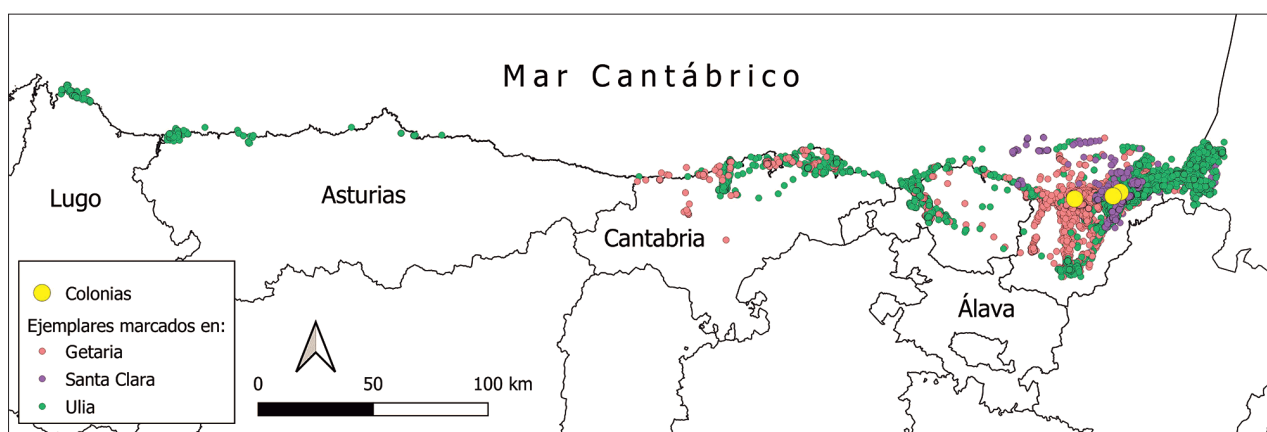 Mar Cantábrico
Lugo
Asturias
Cantabria
Álava
Colonias
Ejemplares marcados en:
Getaria
Santa Clara
Ulia
0 50 100 km